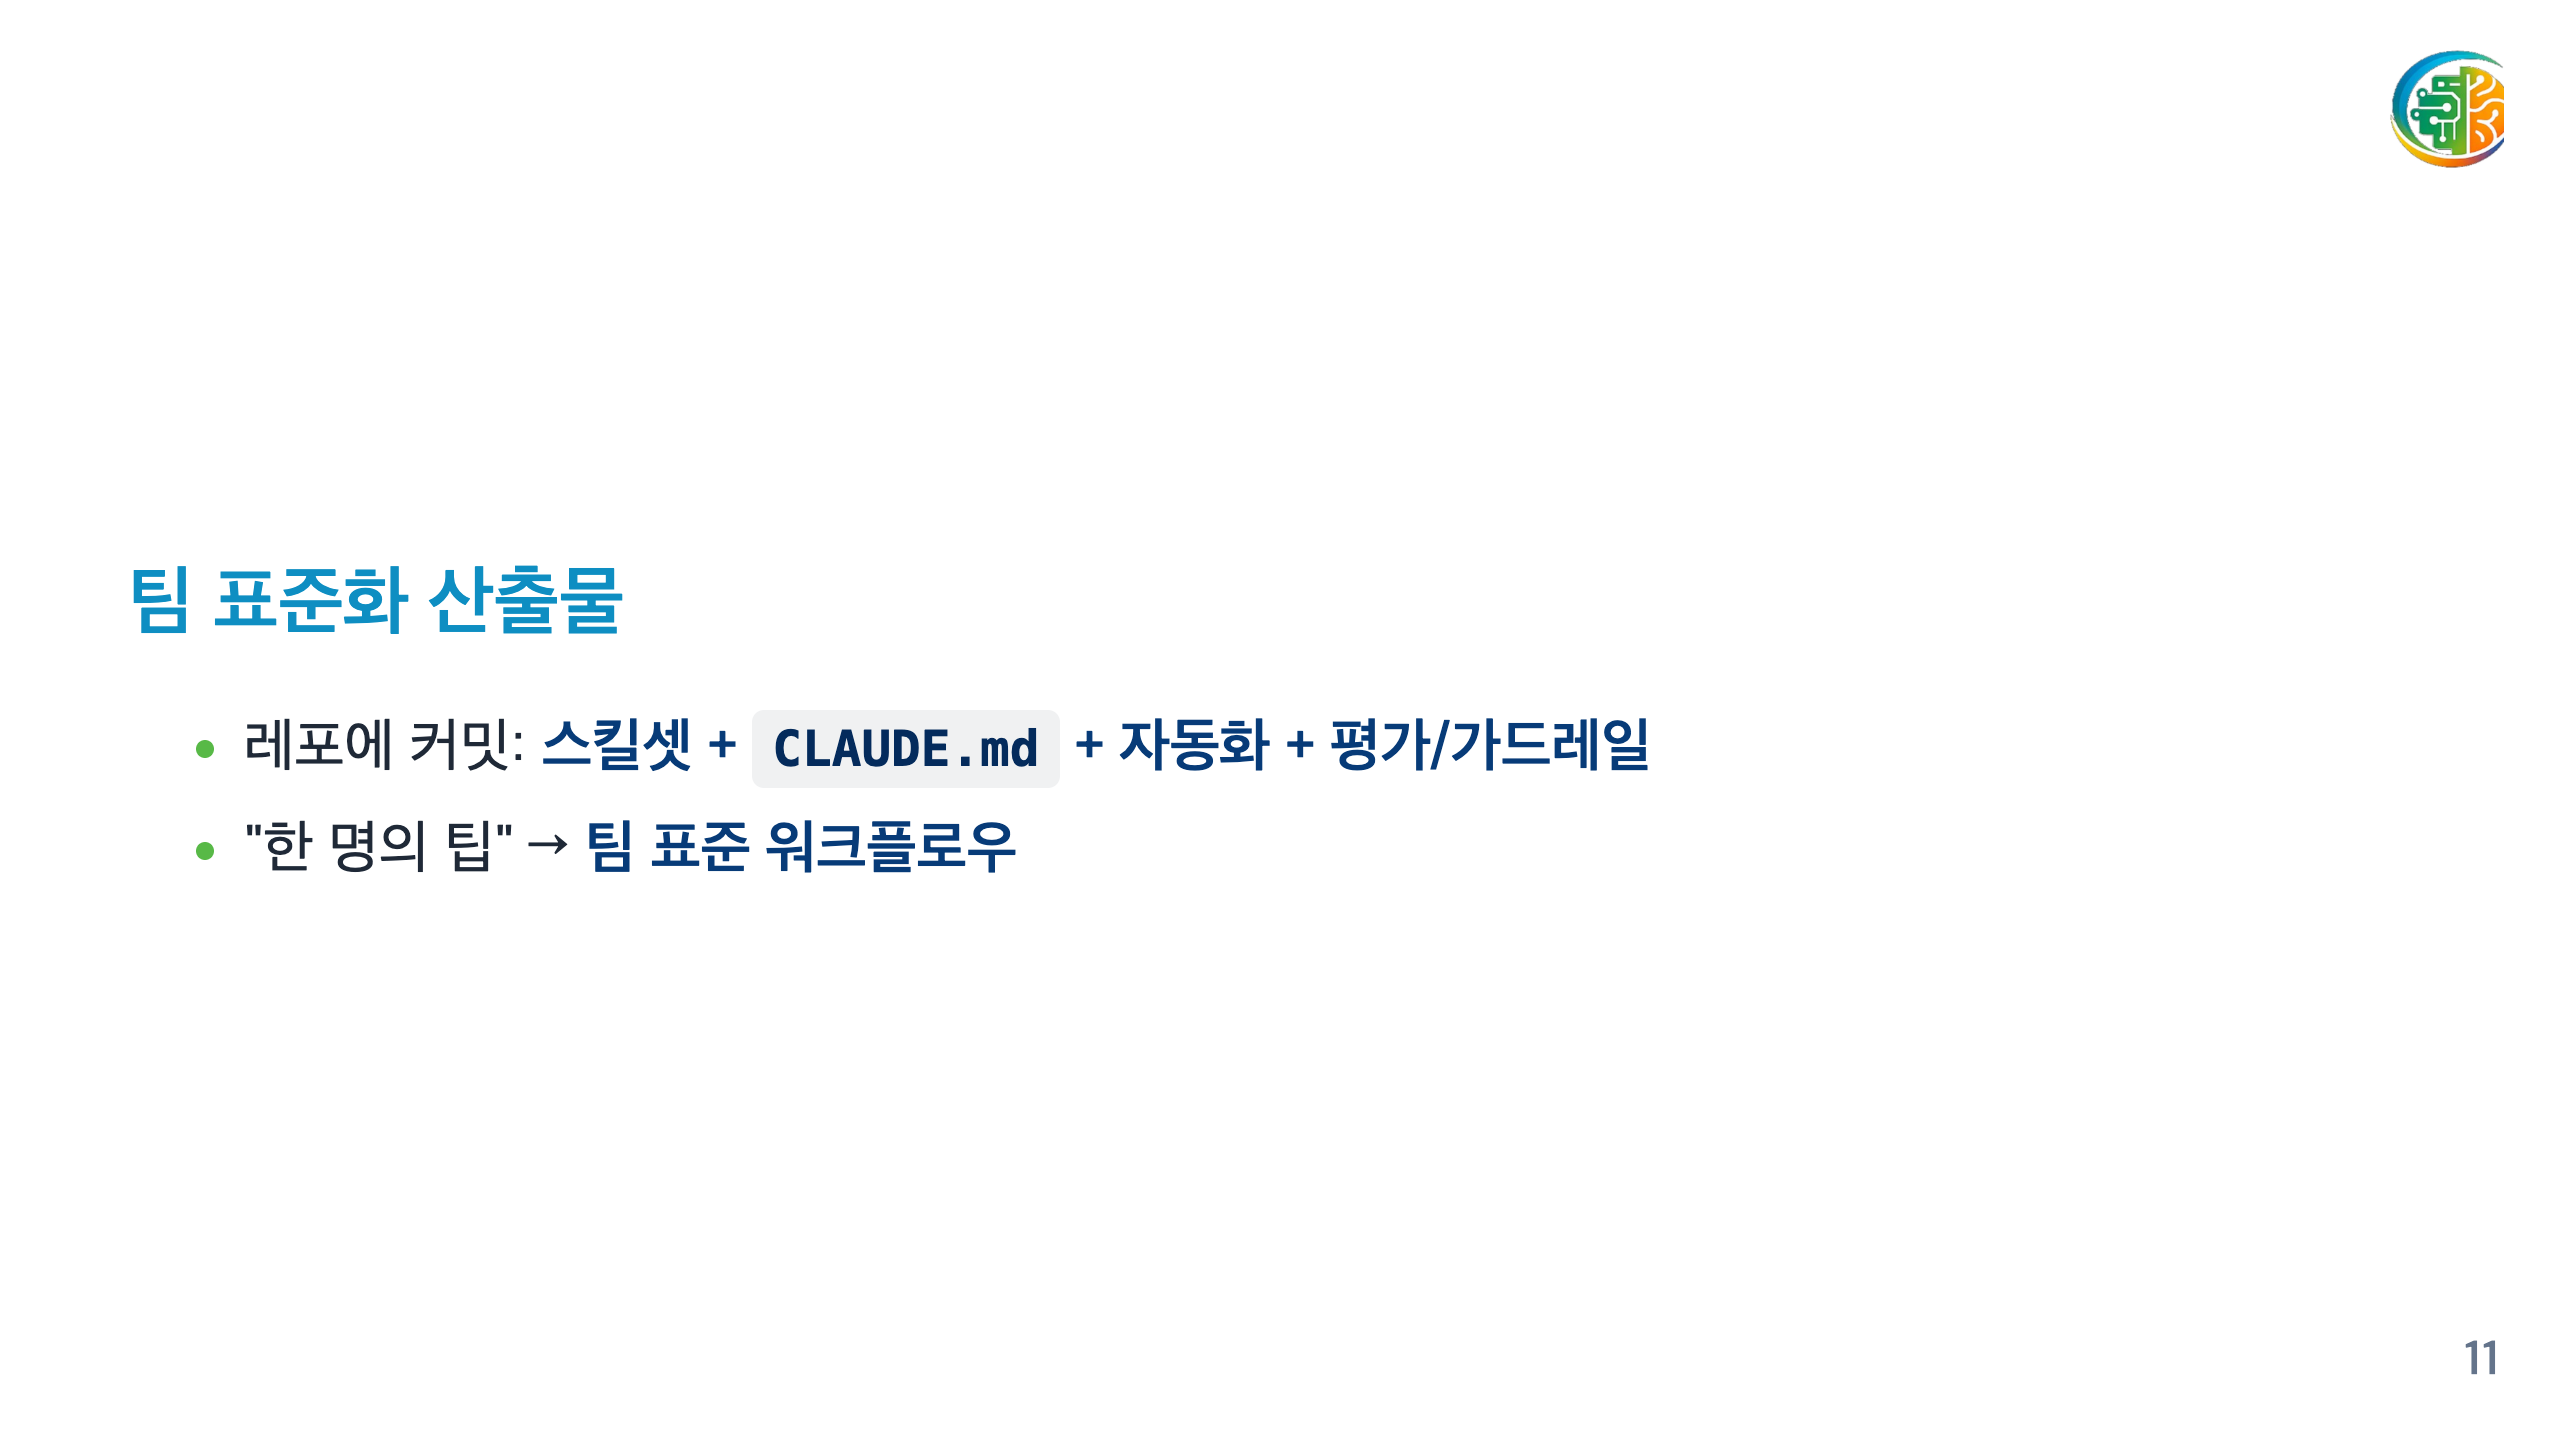 팀 표준화 산출물
레포에 커밋: 스킬셋 + CLAUDE.md + 자동화 + 평가/가드레일
"한 명의 팁" → 팀 표준 워크플로우
11